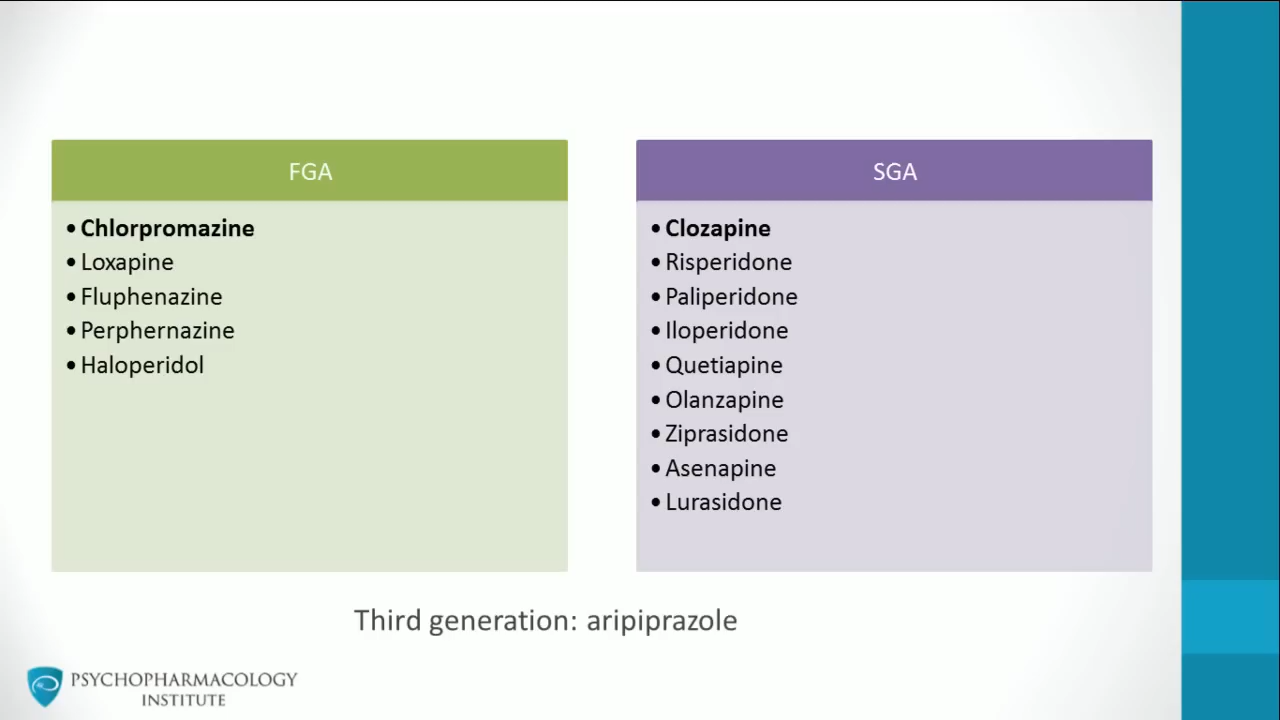 FGA
•Chlorpromazine
•Loxapine
•Fluphenazine
•Perphernazine
•Haloperidol
SGA
•Clozapine
•Risperidone
•Paliperidone
•Iloperidone
•Quetiapine
•Olanzapine
•Ziprasidone
•Asenapine
•Lurasidone
Third generation: aripiprazole
PSYCHOPHARMACOLOGY
INSTITUTE